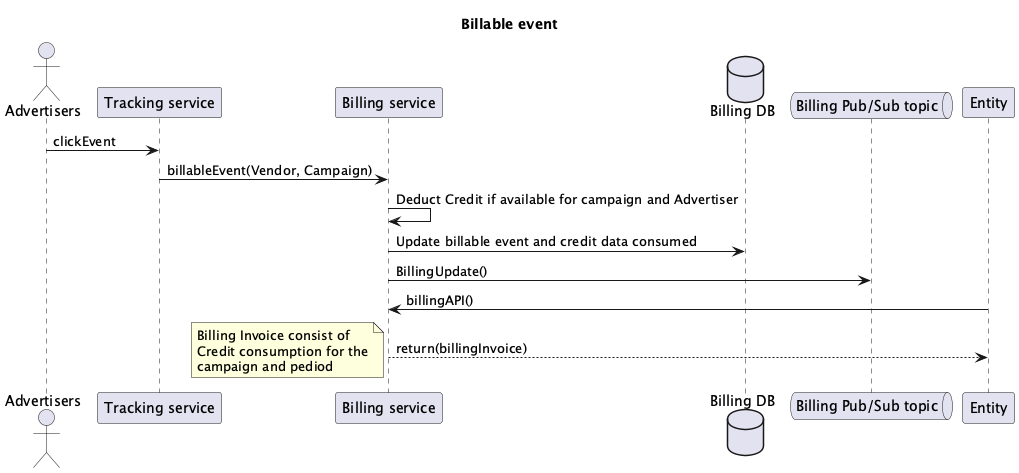 Billable event
Advertisers
Tracking service
Billing service
Billing DB
Billing Pub/Sub topic
Entity
clickEvent
billableEvent(Vendor, Campaign)
Deduct Credit if available for campaign and Advertiser
Update billable event and credit data consumed
BillingUpdate()
billingAPI()
Billing Invoice consist of
Credit consumption for the
campaign and pediod
return(billingInvoice)
Advertisers
Tracking service
Billing service
Billing DB
Billing Pub/Sub topic
Entity